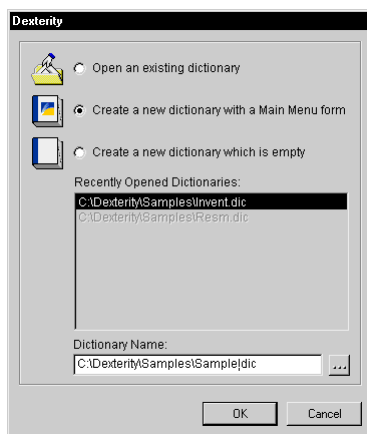 Dexterity
Open an existing dictionary
Create a new dictionary with a Main Menu form
Create a new dictionary which is empty
Recently Opened Dictionaries:
C:\Dexterity\Samples\Invent.dic
C:\Dexterity\Samples\Resrn.dic
Dictionary Name:
C:\Dexterity\Samples\Sample.dic
...
OK
Cancel